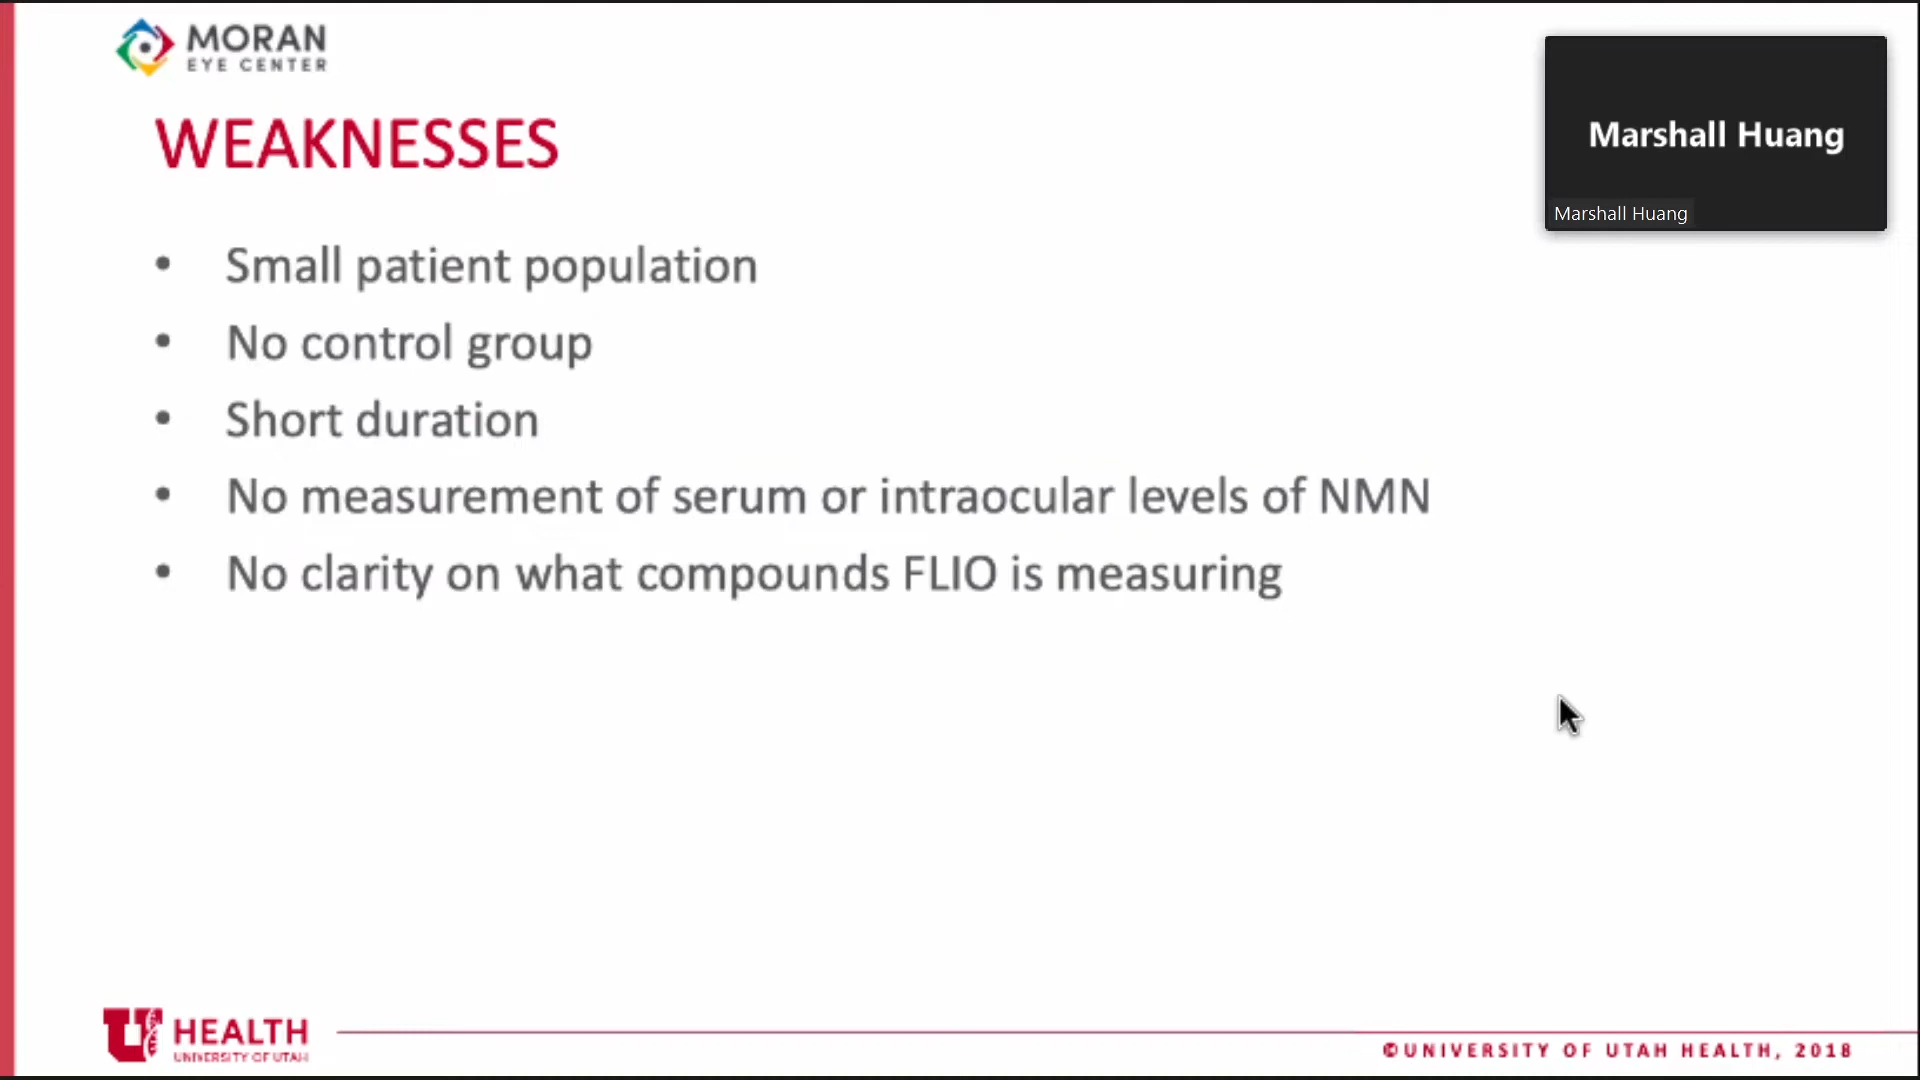 MORAN
EYE CENTER
WEAKNESSES
Marshall Huang
Marshall Huang
• Small patient population
• No control group
• Short duration
• No measurement of serum or intraocular levels of NMN
• No clarity on what compounds FLIO is measuring
U HEALTH
UNIVERSITY OF UTAH
©UNIVERSITY OF UTAH HEALTH, 2018